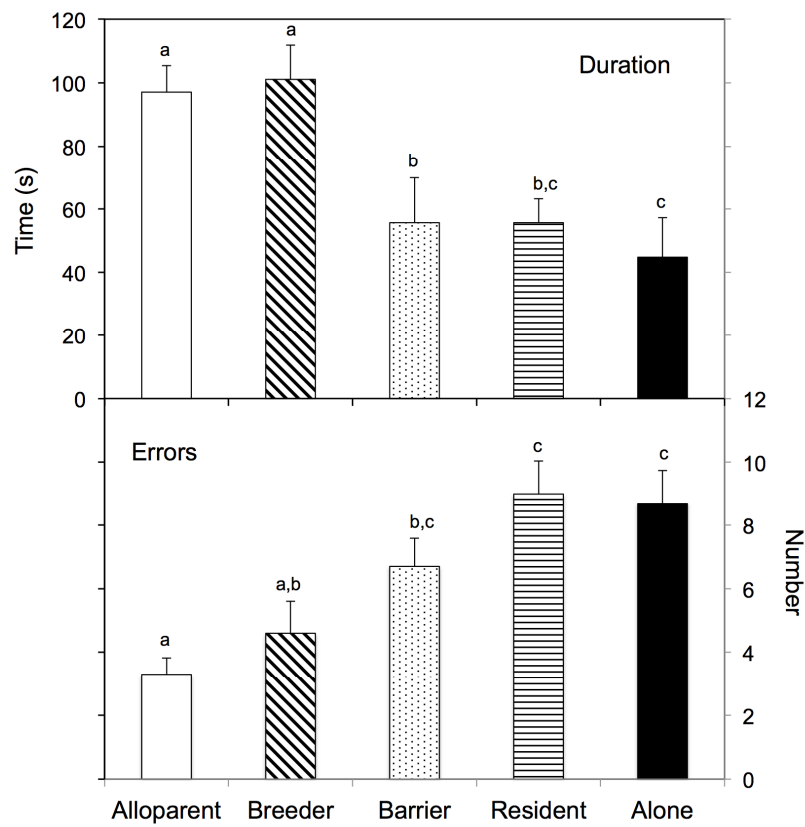 120
100
80
60
40
20
0
Time (s)
Duration
a
a
b
b,c
c
Errors
a
a,b
b,c
c
c
12
10
8
6
4
2
0
Number
Alloparent Breeder Barrier Resident Alone